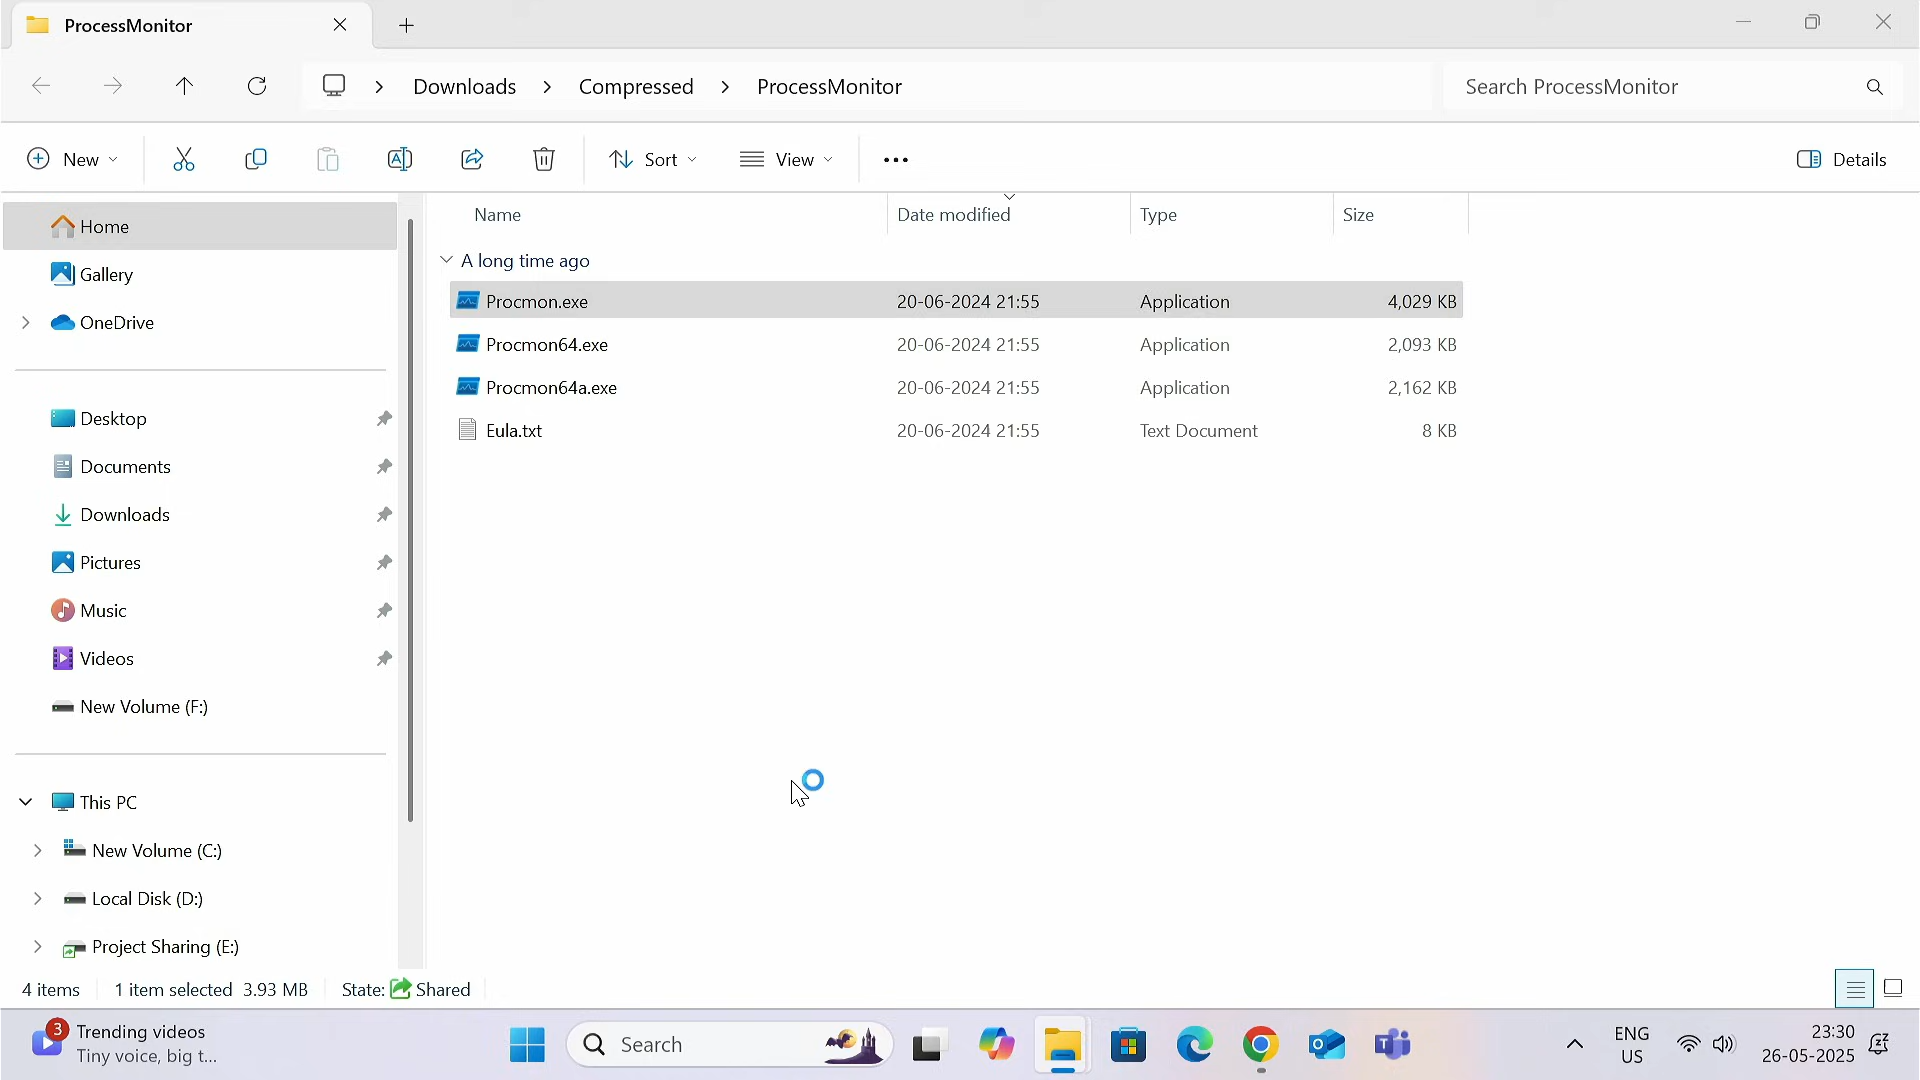 ProcessMonitor
Downloads Compressed ProcessMonitor
Search ProcessMonitor
New
Sort
View
Details
Home
Gallery
OneDrive
Desktop
Documents
Downloads
Pictures
Music
Videos
New Volume (F:)
This PC
New Volume (C:)
Local Disk (D:)
Project Sharing (E:)
Name Date modified Type Size
A long time ago
Procmon.exe 20-06-2024 21:55 Application 4,029 KB
Procmon64.exe 20-06-2024 21:55 Application 2,093 KB
Procmon64a.exe 20-06-2024 21:55 Application 2,162 KB
Eula.txt 20-06-2024 21:55 Text Document 8 KB
4 items 1 item selected 3.93 MB State: Shared
3
Trending videos
Tiny voice, big t...
Search
ENG
US
23:30
26-05-2025